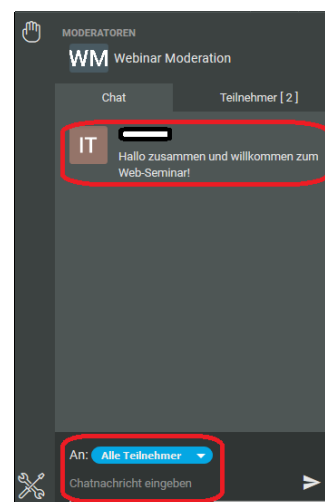 MODERATOREN
WM Webinar Moderation
Chat Teilnehmer [ 2 ]
IT
Hallo zusammen und willkommen zum
Web-Seminar!
An: Alle Teilnehmer
Chatnachricht eingeben